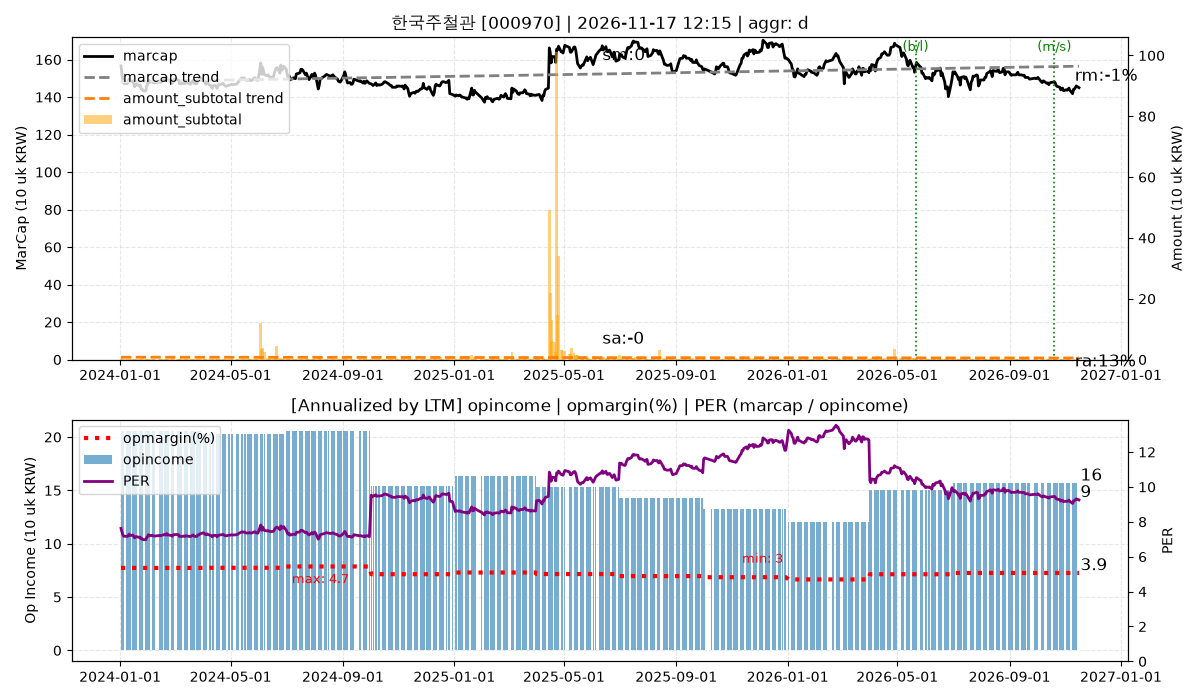 한국주철관 [000970] | 2026-11-17 12:15 | aggr: d
marcap
marcap trend
amount_subtotal trend
amount_subtotal
sm:0
(b/l)
(m/s)
rm:-1%
sa:-0
ra:13%
MarCap (10 uk KRW)
0
20
40
60
80
100
120
140
160
Amount (10 uk KRW)
0
20
40
60
80
100
2024-01-01
2024-05-01
2024-09-01
2025-01-01
2025-05-01
2025-09-01
2026-01-01
2026-05-01
2026-09-01
2027-01-01
[Annualized by LTM] opincome | opmargin(%) | PER (marcap / opincome)
opmargin(%)
opincome
PER
max: 4.7
min: 3
16
9
3.9
Op Income (10 uk KRW)
0
5
10
15
20
PER
0
2
4
6
8
10
12
2024-01-01
2024-05-01
2024-09-01
2025-01-01
2025-05-01
2025-09-01
2026-01-01
2026-05-01
2026-09-01
2027-01-01